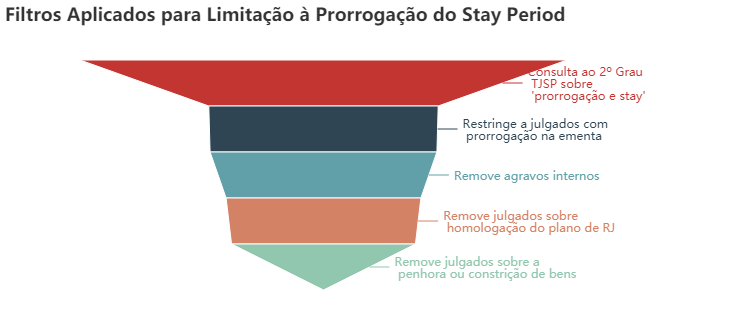 Filtros Aplicados para Limitação à Prorrogação do Stay Period
Consulta ao 2º Grau
TJSP sobre
'prorrogação e stay'
Restringe a julgados com
prorrogação na ementa
Remove agravos internos
Remove julgados sobre
homologação do plano de RJ
Remove julgados sobre a
penhora ou constrição de bens